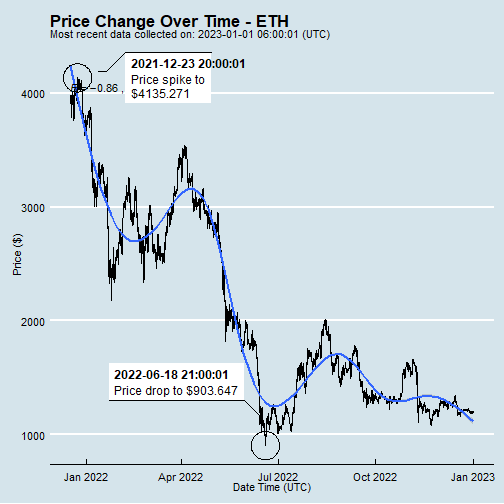 Price Change Over Time - ETH
Most recent data collected on: 2023-01-01 06:00:01 (UTC)
2021-12-23 20:00:01
Price spike to
$4135.271
0.86
4000
3000
Price ($)
2000
2022-06-18 21:00:01
Price drop to $903.647
1000
Jan 2022
Apr 2022
Jul 2022
Oct 2022
Jan 2023
Date Time (UTC)